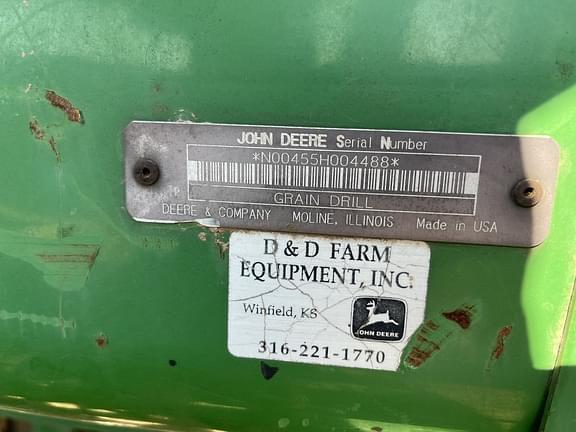 JOHN DEERE Serial Number
*N00455H004488*
GRAIN DRILL
DEERE & COMPANY MOLINE, ILLINOIS Made in USA
D & D FARM
EQUIPMENT, INC.
Winfield, KS
JOHN DEERE
316-221-1770